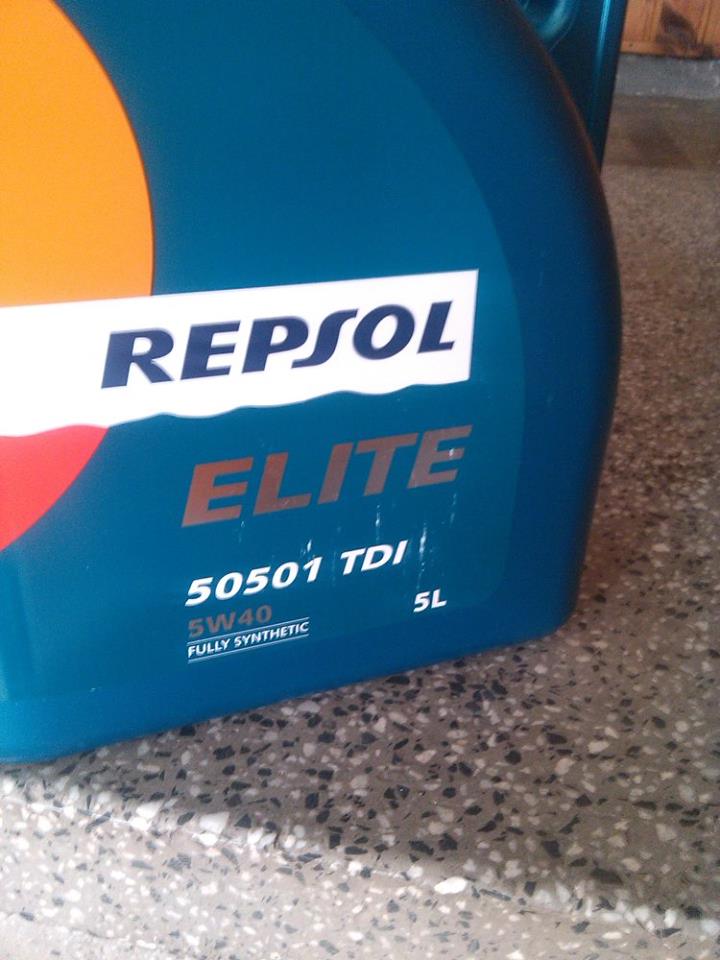 REPSOL
ELITE
50501 TDI
5W40
5L
FULLY SYNTHETIC